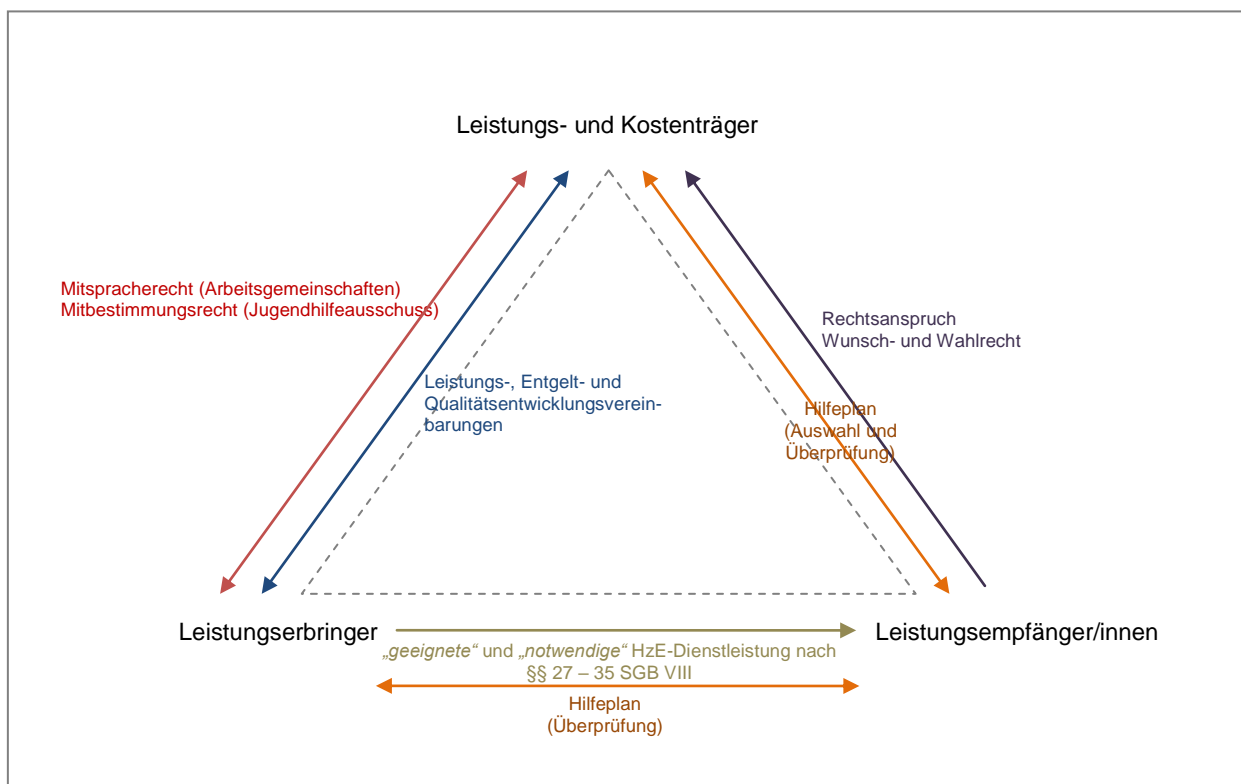 Leistungs- und Kostenträger
Mitspracherecht (Arbeitsgemeinschaften)
Mitbestimmungsrecht (Jugendhilfeausschuss)
Rechtsanspruch
Wunsch- und Wahlrecht
Leistungs-, Entgelt- und
Qualitätsentwicklungsverein-
barungen
Hilfeplan
(Auswahl und
Überprüfung)
Leistungserbringer
Leistungsempfänger/innen
„geeignete“ und „notwendige“ HzE-Dienstleistung nach
§§ 27 – 35 SGB VIII
Hilfeplan
(Überprüfung)